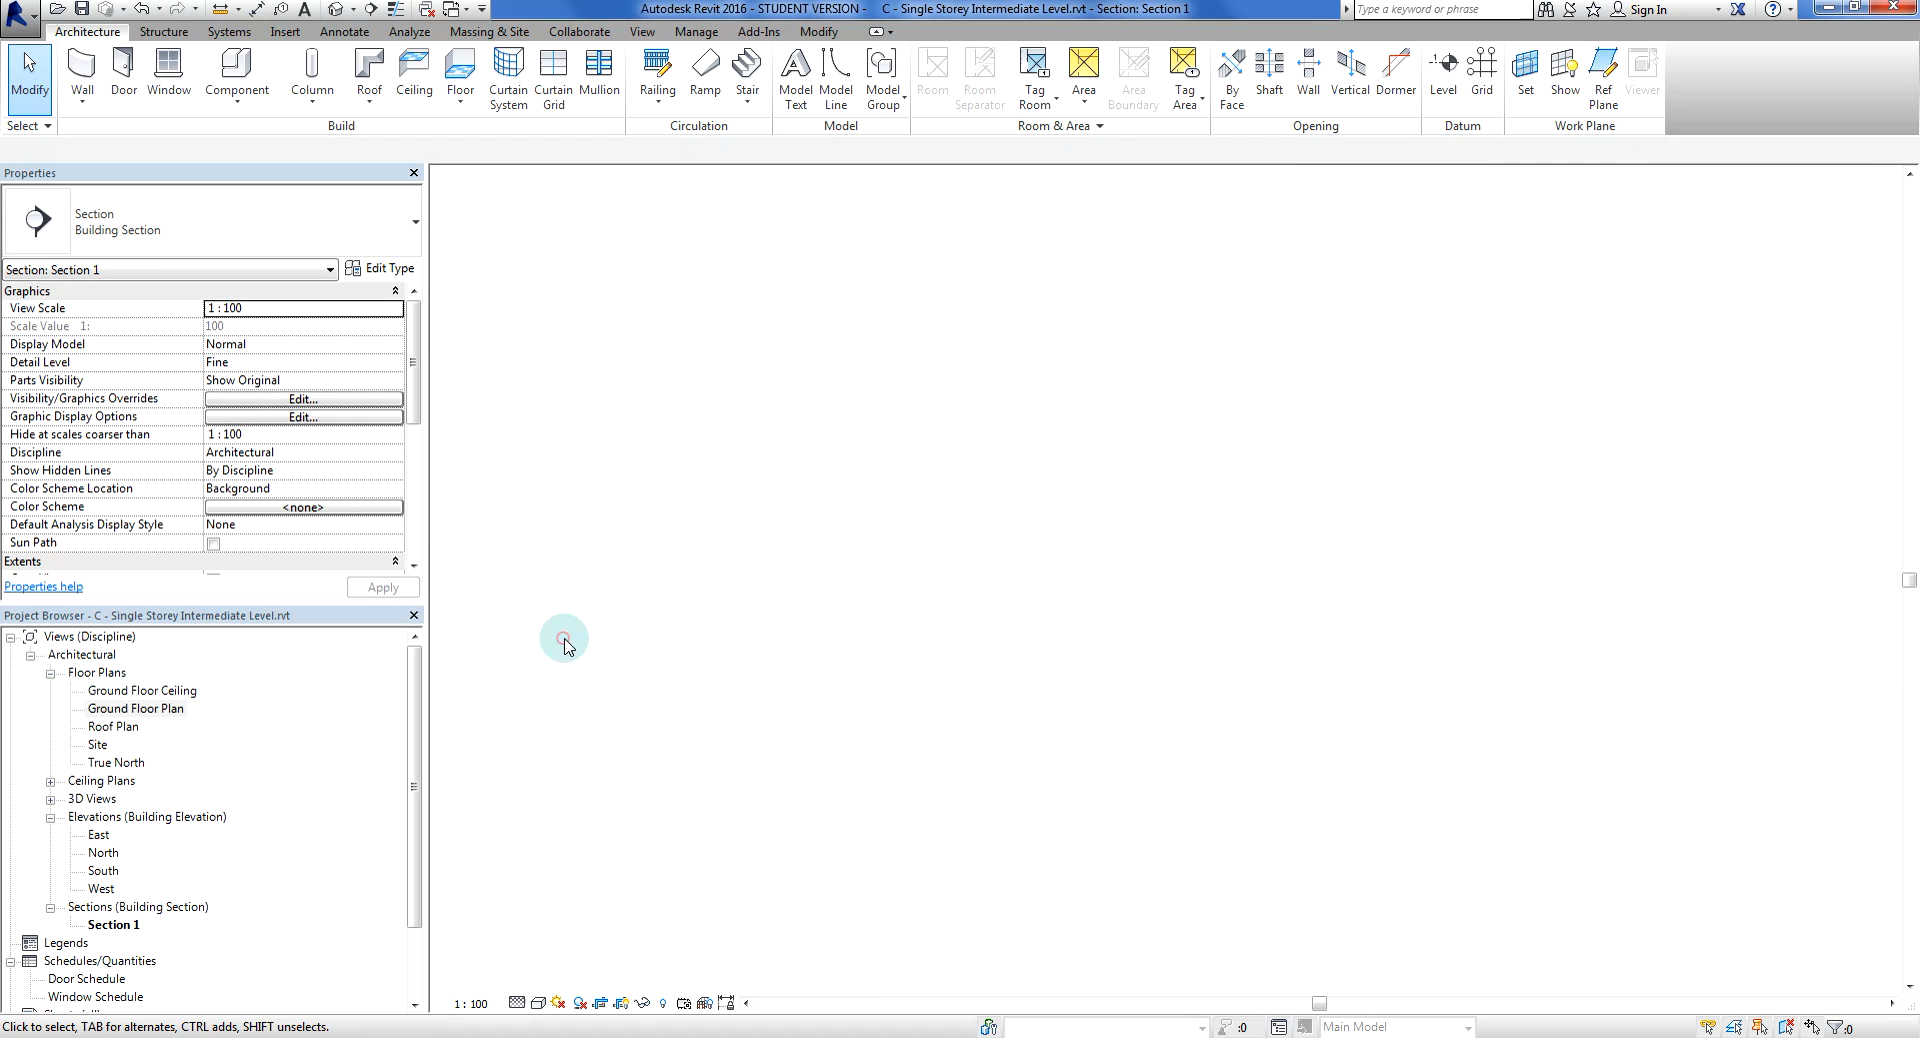 Autodesk Revit 2016 - STUDENT VERSION - C - Single Storey Intermediate Level.rvt - Section: Section 1
Type a keyword or phrase
Sign In
Architecture Structure Systems Insert Annotate Analyze Massing & Site Collaborate View Manage Add-Ins Modify
Modify Wall Door Window Component Column Roof Ceiling Floor Curtain System Curtain Grid Mullion Railing Ramp Stair Model Text Model Line Model Group Room Room Separator Tag Room Area Area Boundary Tag Area By Face Shaft Wall Vertical Dormer Level Grid Set Show Ref Plane Viewer
Select Build Circulation Model Room & Area Opening Datum Work Plane
Properties
Section
Building Section
Section: Section 1 Edit Type
Graphics
View Scale 1 : 100
Scale Value 1: 100
Display Model Normal
Detail Level Fine
Parts Visibility Show Original
Visibility/Graphics Overrides Edit...
Graphic Display Options Edit...
Hide at scales coarser than 1 : 100
Discipline Architectural
Show Hidden Lines By Discipline
Color Scheme Location Background
Color Scheme <none>
Default Analysis Display Style None
Sun Path
Extents
Properties help Apply
Project Browser - C - Single Storey Intermediate Level.rvt
Views (Discipline)
Architectural
Floor Plans
Ground Floor Ceiling
Ground Floor Plan
Roof Plan
Site
True North
Ceiling Plans
3D Views
Elevations (Building Elevation)
East
North
South
West
Sections (Building Section)
Section 1
Legends
Schedules/Quantities
Door Schedule
Window Schedule
1 : 100
Click to select, TAB for alternates, CTRL adds, SHIFT unselects.
:0
Main Model
:0